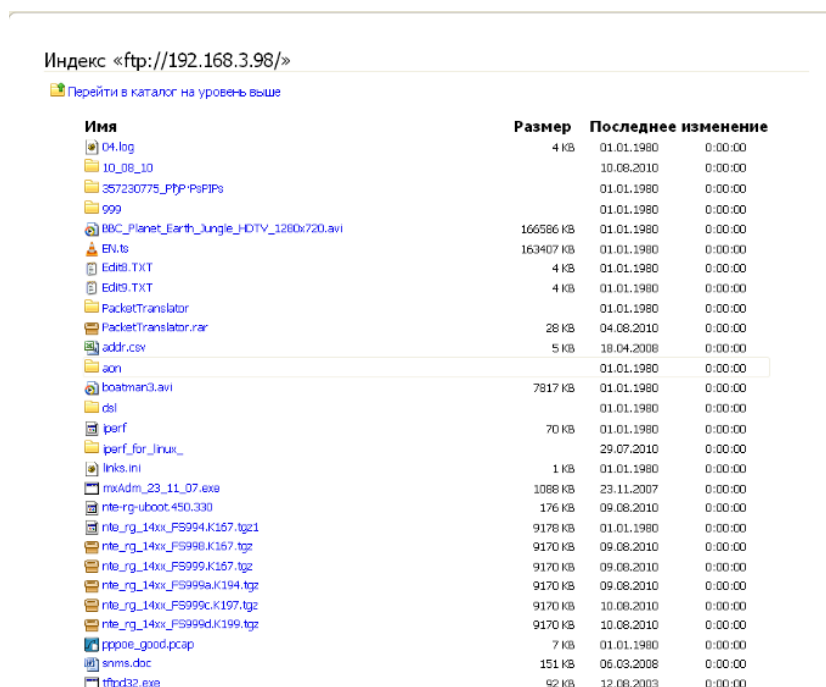 Индекс «ftp://192.168.3.98/»
Перейти в каталог на уровень выше
Имя Размер Последнее изменение
04.log 4 KB 01.01.1980 0:00:00
10_08_10 10.08.2010 0:00:00
357230775_РђР·РѕРІРѕ 01.01.1980 0:00:00
999 01.01.1980 0:00:00
BBC_Planet_Earth_Jungle_HDTV_1280x720.avi 166586 KB 01.01.1980 0:00:00
EN.ts 163407 KB 01.01.1980 0:00:00
Edit8.TXT 4 KB 01.01.1980 0:00:00
Edit9.TXT 4 KB 01.01.1980 0:00:00
PacketTranslator 01.01.1980 0:00:00
PacketTranslator.rar 28 KB 04.08.2010 0:00:00
addr.csv 5 KB 18.04.2008 0:00:00
aon 01.01.1980 0:00:00
boatman3.avi 7817 KB 01.01.1980 0:00:00
dsl 01.01.1980 0:00:00
iperf 70 KB 01.01.1980 0:00:00
iperf_for_linux_ 29.07.2010 0:00:00
links.ini 1 KB 01.01.1980 0:00:00
mxAdm_23_11_07.exe 1088 KB 23.11.2007 0:00:00
nte-rg-uboot.450.330 176 KB 09.08.2010 0:00:00
nte_rg_14xx_FS994.K167.tgz1 9178 KB 01.01.1980 0:00:00
nte_rg_14xx_FS998.K167.tgz 9170 KB 09.08.2010 0:00:00
nte_rg_14xx_FS999.K167.tgz 9170 KB 09.08.2010 0:00:00
nte_rg_14xx_FS999a.K194.tgz 9170 KB 09.08.2010 0:00:00
nte_rg_14xx_FS999c.K197.tgz 9170 KB 10.08.2010 0:00:00
nte_rg_14xx_FS999d.K199.tgz 9170 KB 10.08.2010 0:00:00
pppoe_good.pcap 7 KB 01.01.1980 0:00:00
snms.doc 151 KB 06.03.2008 0:00:00
tftpd32.exe 92 KB 12.08.2003 0:00:00